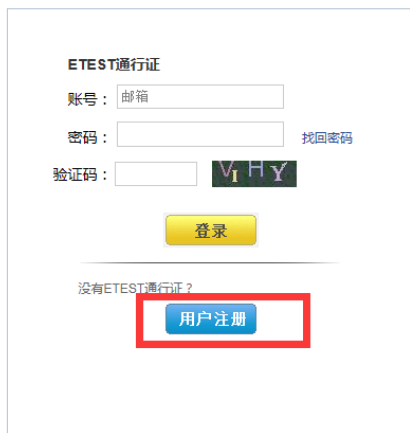 ETEST通行证
账号： 邮箱
密码： 找回密码
验证码： VIHY
登录
没有ETEST通行证？
用户注册